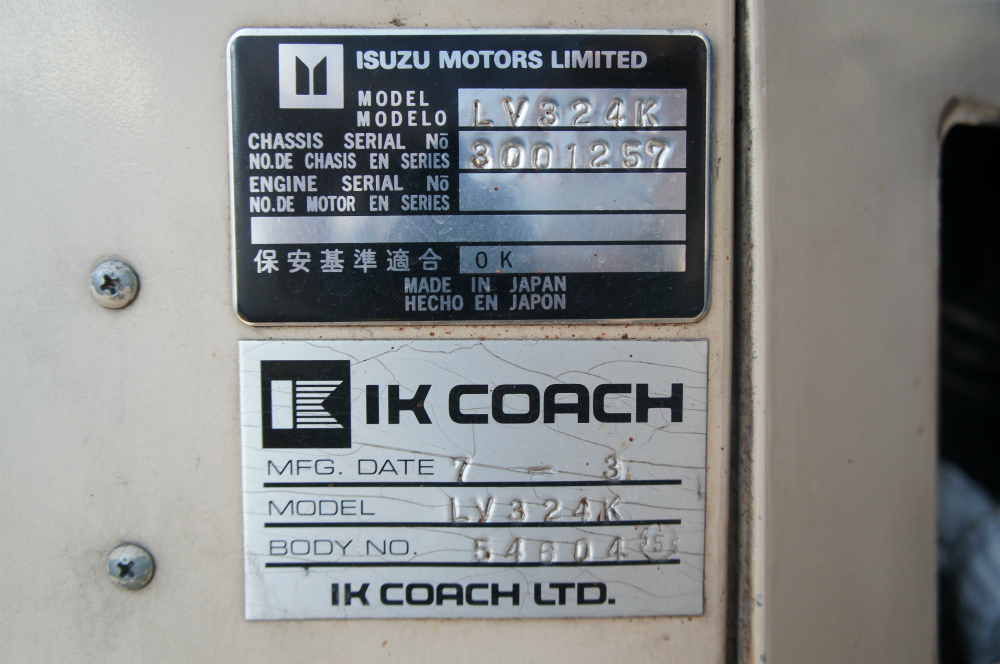 ISUZU MOTORS LIMITED
MODEL
MODELO LV324K
CHASSIS SERIAL Nō
NO.DE CHASIS EN SERIES 3001257
ENGINE SERIAL Nō
NO.DE MOTOR EN SERIES
保安基準適合 OK
MADE IN JAPAN
HECHO EN JAPON
IK COACH
MFG. DATE 7 - 3
MODEL LV324K
BODY NO. 54604
IK COACH LTD.